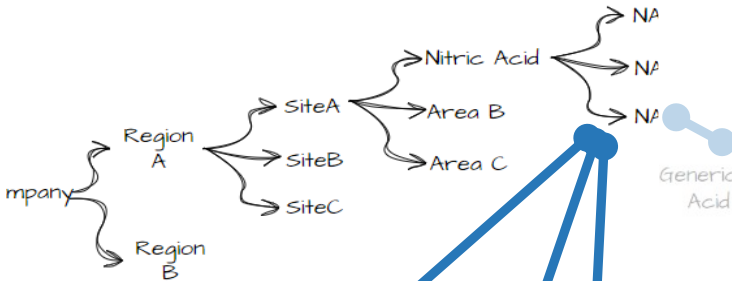 NA
Nitric Acid
NA
SiteA
Area B
NA
Region
A
SiteB
Area C
Generic
Acid
mpany
SiteC
Region
B